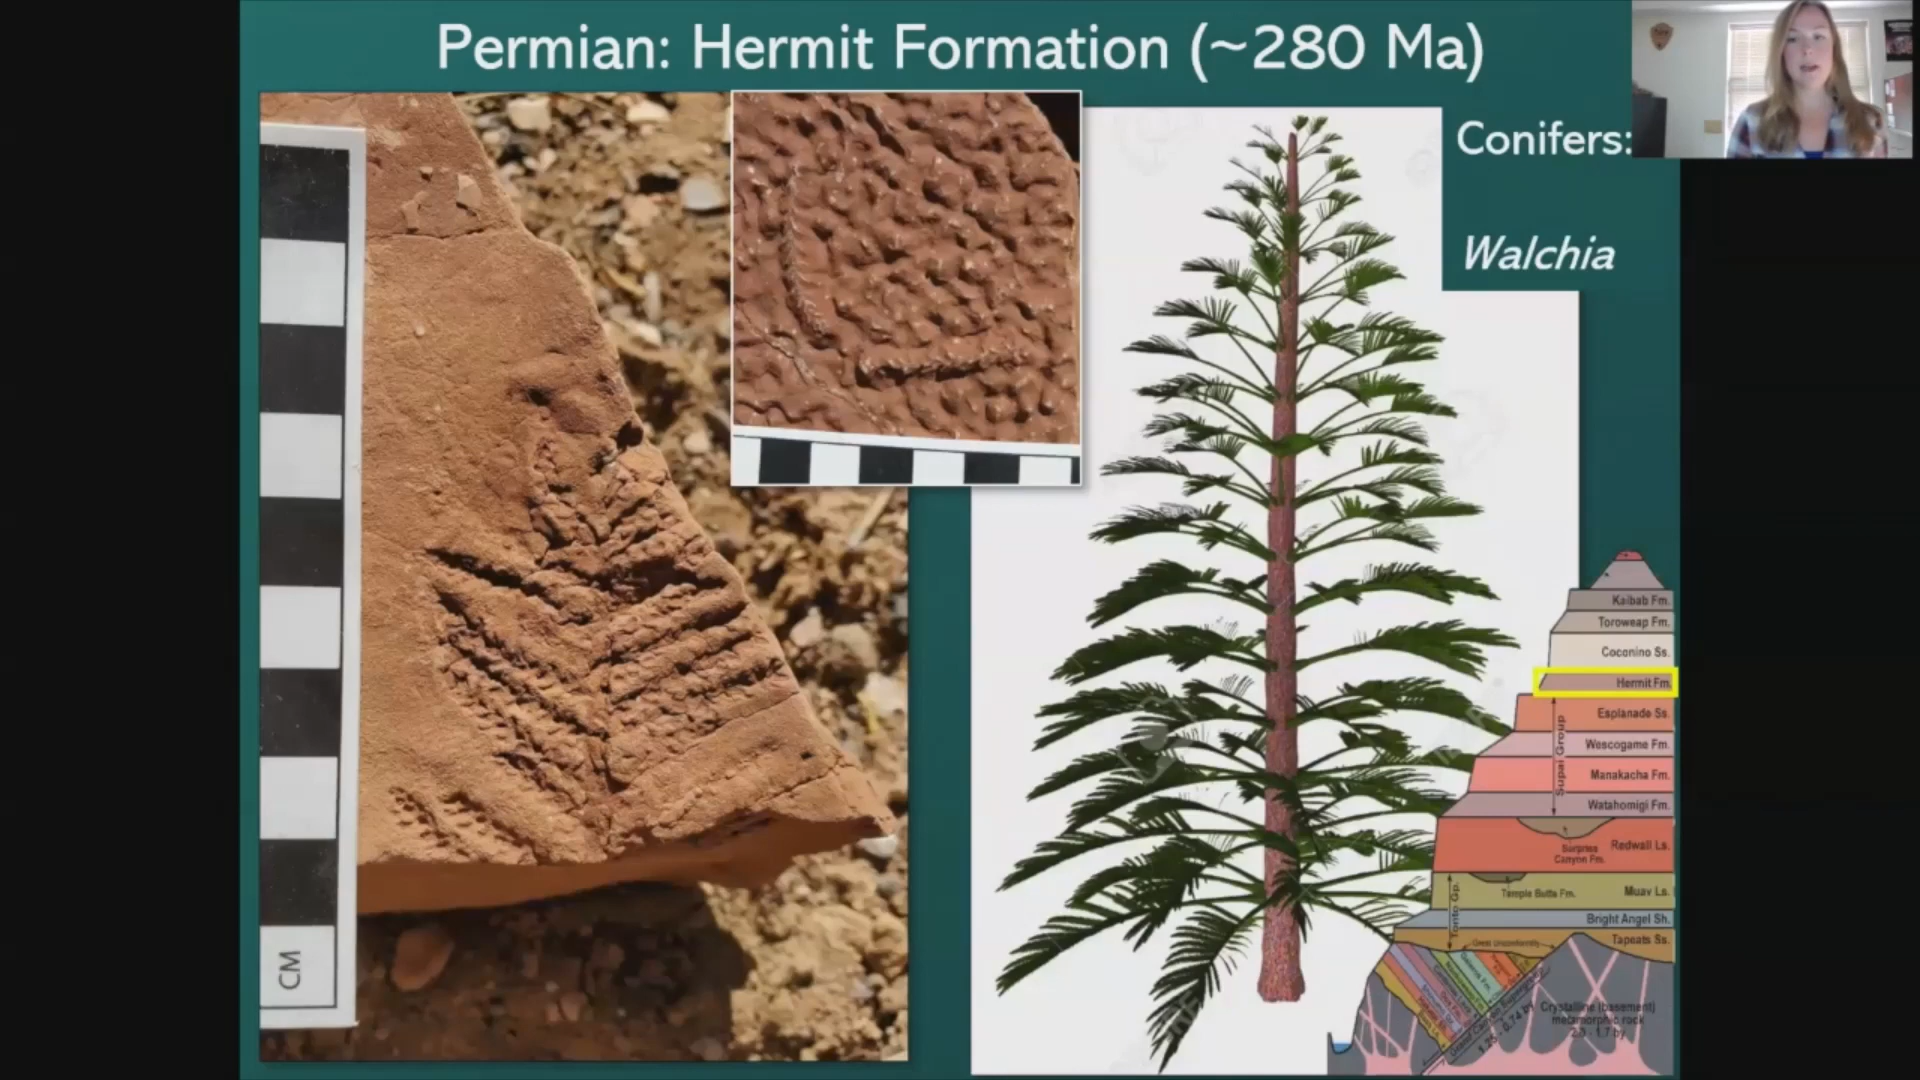 Permian: Hermit Formation (~280 Ma)
Conifers:
Walchia
CM
Kaibab Fm.
Toroweap Fm.
Coconino Ss.
Hermit Fm.
Esplanade Ss.
Wescogame Fm.
Supai Group
Manakacha Fm.
Watahomigi Fm.
Redwall Ls.
Surprise
Canyon Fm.
Temple Butte Fm.
Muav Ls.
Tonto Gp.
Bright Angel Sh.
Tapeats Ss.
Great Unconformity
Crystalline (basement)
metamorphic rock